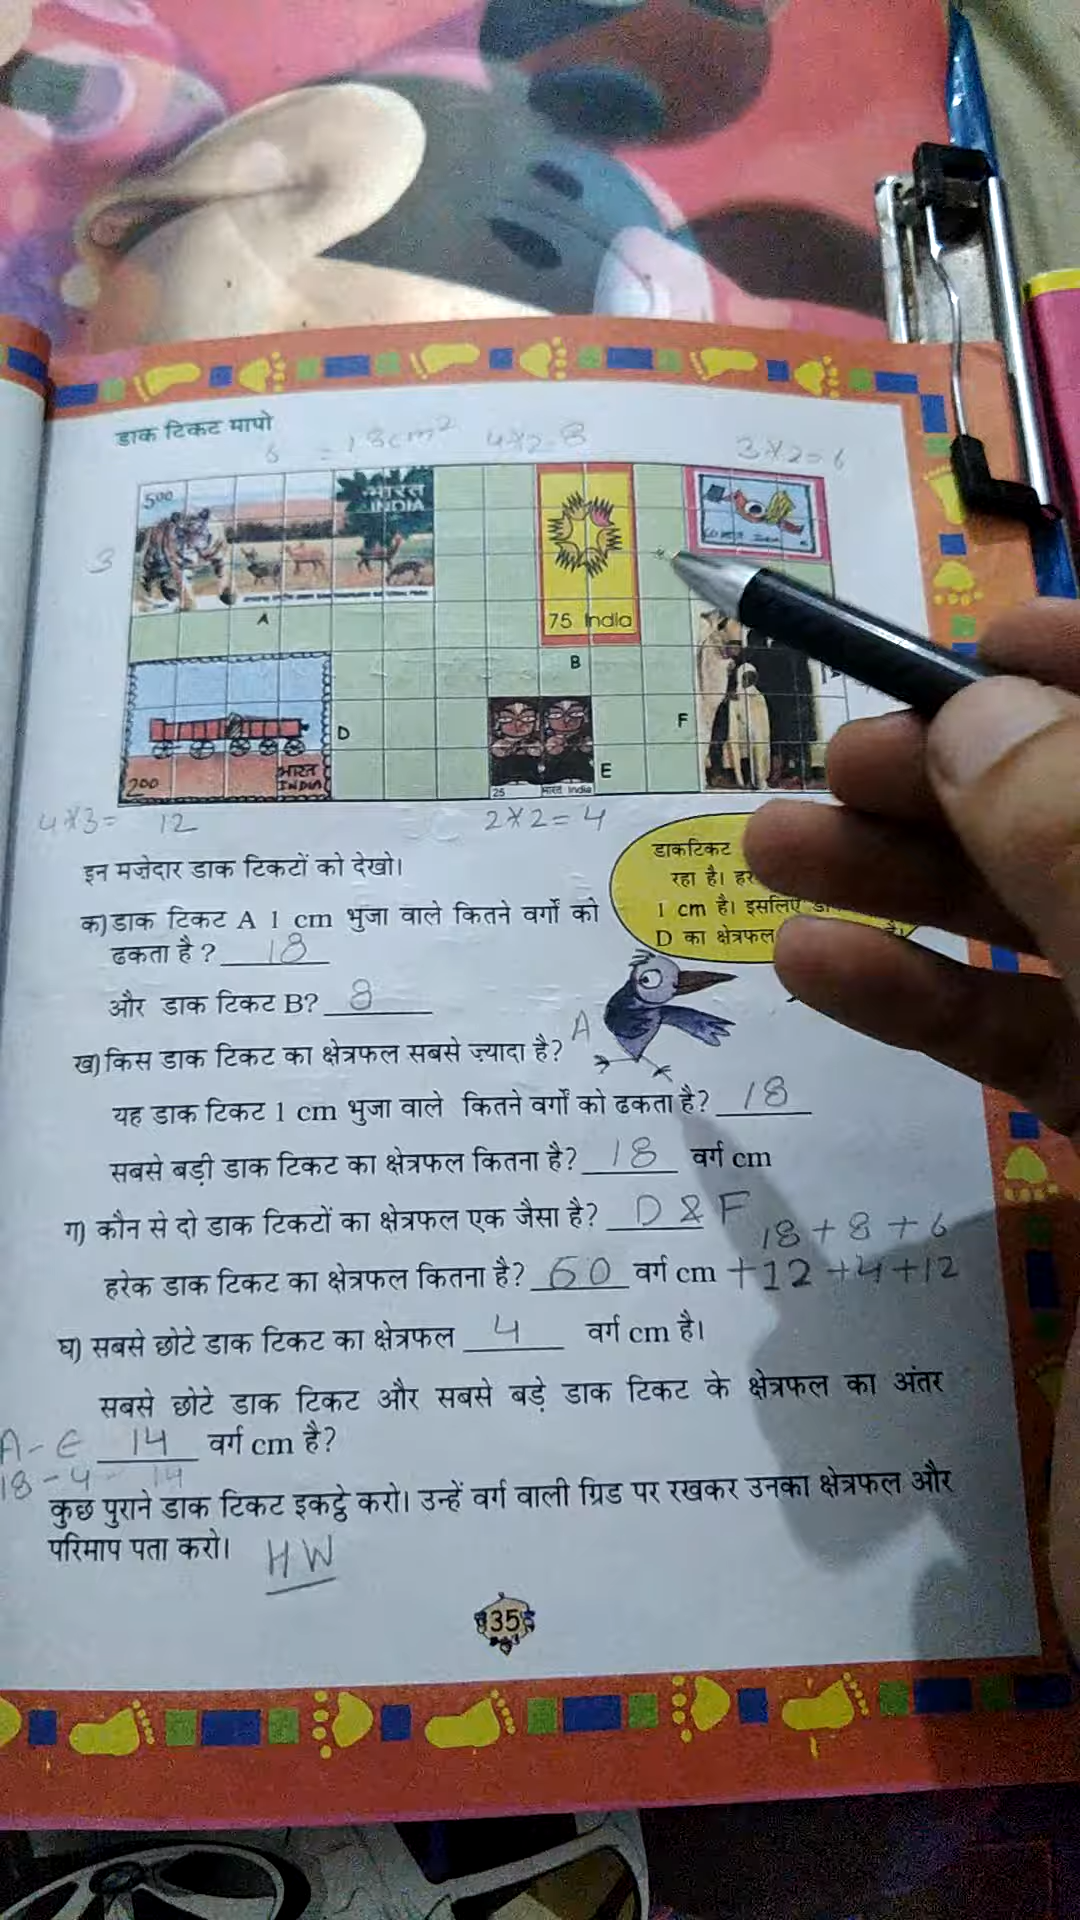 डाक टिकट मापो
6 = 18cm² 4×2=8 3×2=6
500
भारत
INDIA
3
75 India
A
B
D
F
200
भारत
INDIA
E
25 भारत India
4×3= 12 2×2=4
इन मज़ेदार डाक टिकटों को देखो।
डाकटिकट
रहा है। हर
1 cm है। इसलिए
D का क्षेत्रफल
क) डाक टिकट A 1 cm भुजा वाले कितने वर्गों को
ढकता है? 18
और डाक टिकट B? 8
ख) किस डाक टिकट का क्षेत्रफल सबसे ज़्यादा है? A
यह डाक टिकट 1 cm भुजा वाले कितने वर्गों को ढकता है? 18
सबसे बड़ी डाक टिकट का क्षेत्रफल कितना है? 18 वर्ग cm
ग) कौन से दो डाक टिकटों का क्षेत्रफल एक जैसा है? D & F
18+8+6
हरेक डाक टिकट का क्षेत्रफल कितना है? 60 वर्ग cm +12+4+12
घ) सबसे छोटे डाक टिकट का क्षेत्रफल 4 वर्ग cm है।
सबसे छोटे डाक टिकट और सबसे बड़े डाक टिकट के क्षेत्रफल का अंतर
A-E 14 वर्ग cm है?
18-4-14
कुछ पुराने डाक टिकट इकट्ठे करो। उन्हें वर्ग वाली ग्रिड पर रखकर उनका क्षेत्रफल और
परिमाप पता करो। HW
35